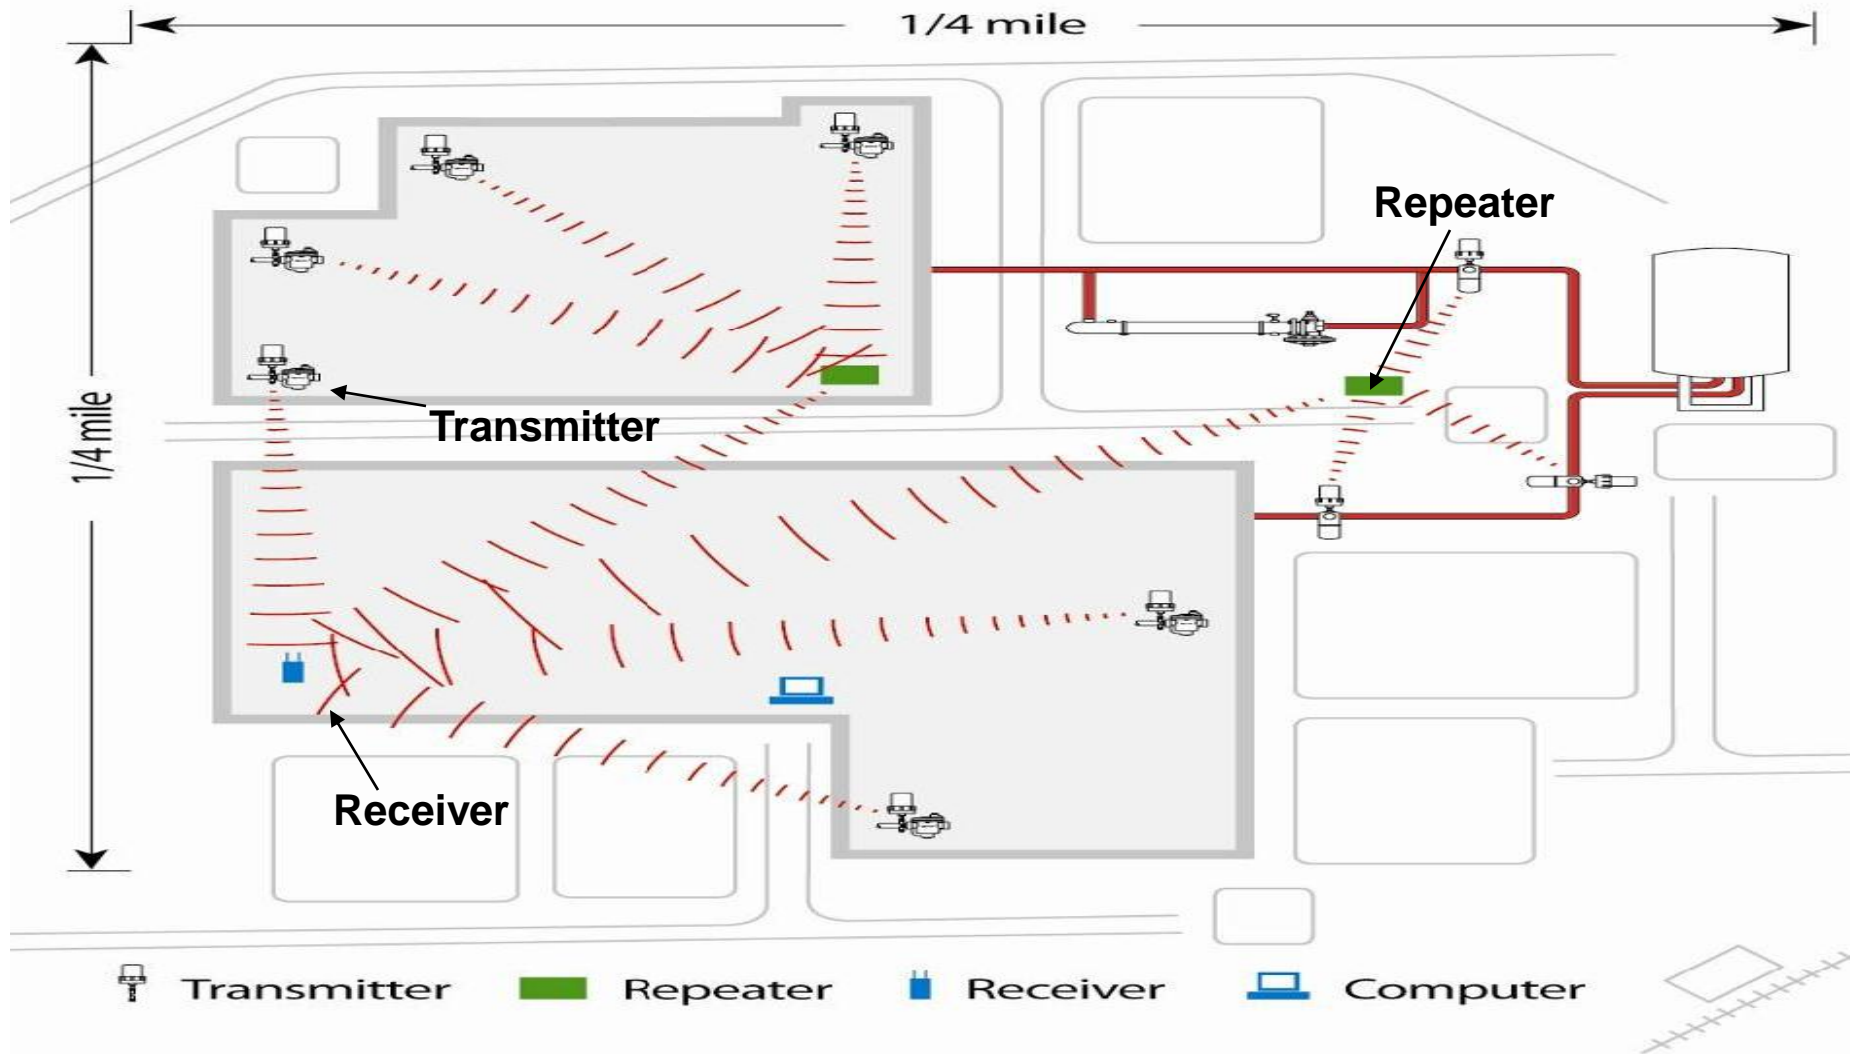 1/4 mile
Repeater
1/4 mile
Transmitter
Receiver
Transmitter
Repeater
Receiver
Computer